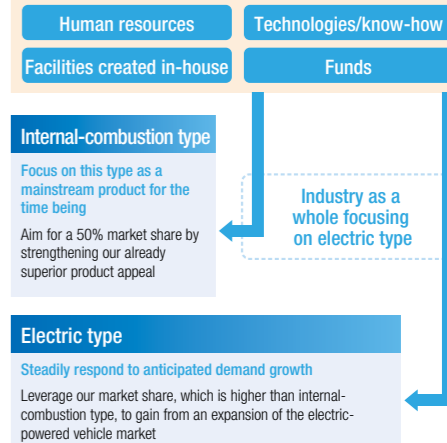 Human resources
Technologies/know-how
Facilities created in-house
Funds
Internal-combustion type
Focus on this type as a
mainstream product for the
time being
Aim for a 50% market share by
strengthening our already
superior product appeal
Industry as a
whole focusing
on electric type
Electric type
Steadily respond to anticipated demand growth
Leverage our market share, which is higher than internal-
combustion type, to gain from an expansion of the electric-
powered vehicle market